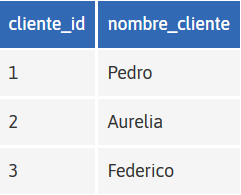 cliente_id nombre_cliente
1 Pedro
2 Aurelia
3 Federico